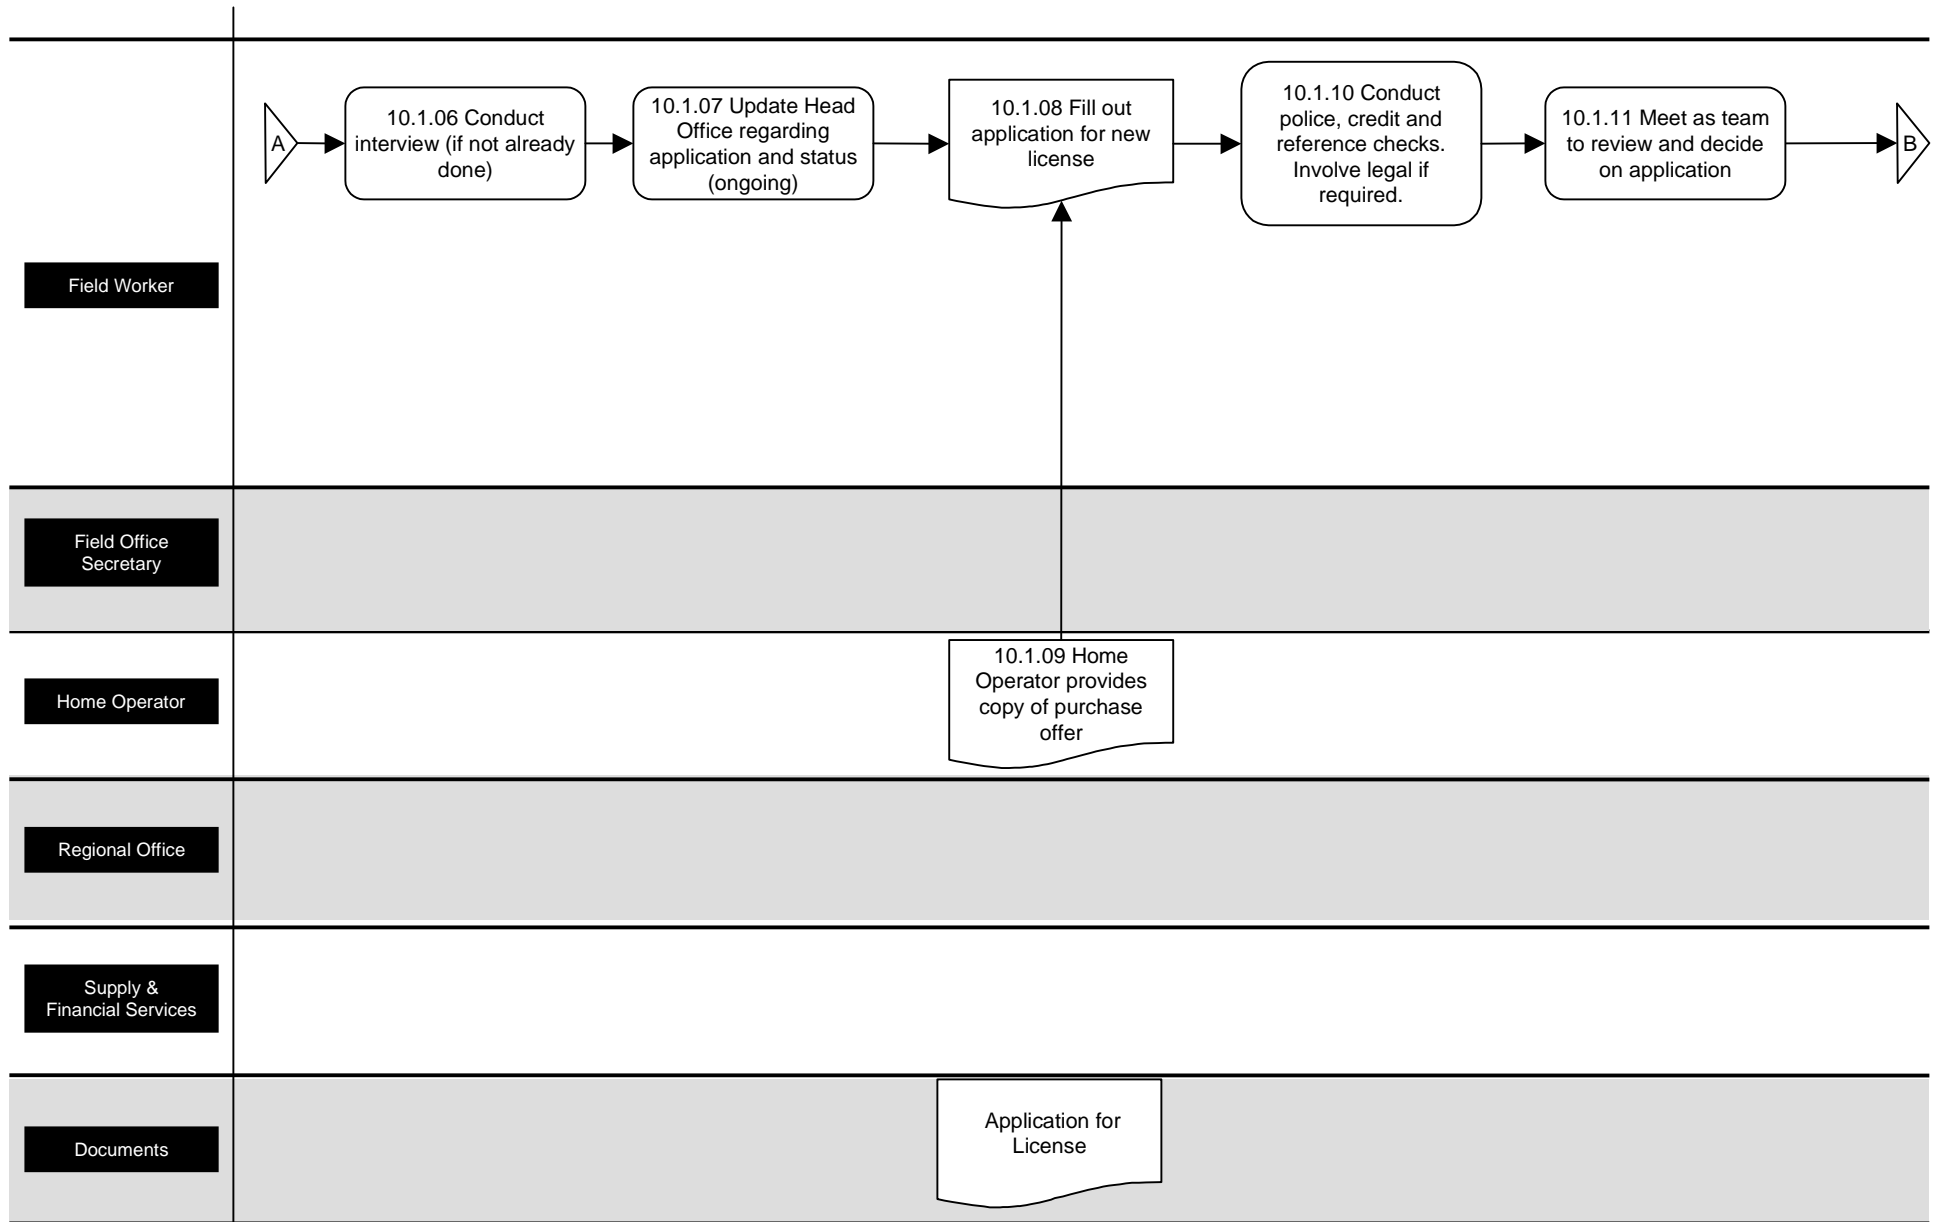 A
10.1.06 Conduct
interview (if not already
done)
10.1.07 Update Head
Office regarding
application and status
(ongoing)
10.1.08 Fill out
application for new
license
10.1.10 Conduct
police, credit and
reference checks.
Involve legal if
required.
10.1.11 Meet as team
to review and decide
on application
B
Field Worker
Field Office
Secretary
Home Operator
10.1.09 Home
Operator provides
copy of purchase
offer
Regional Office
Supply &
Financial Services
Documents
Application for
License